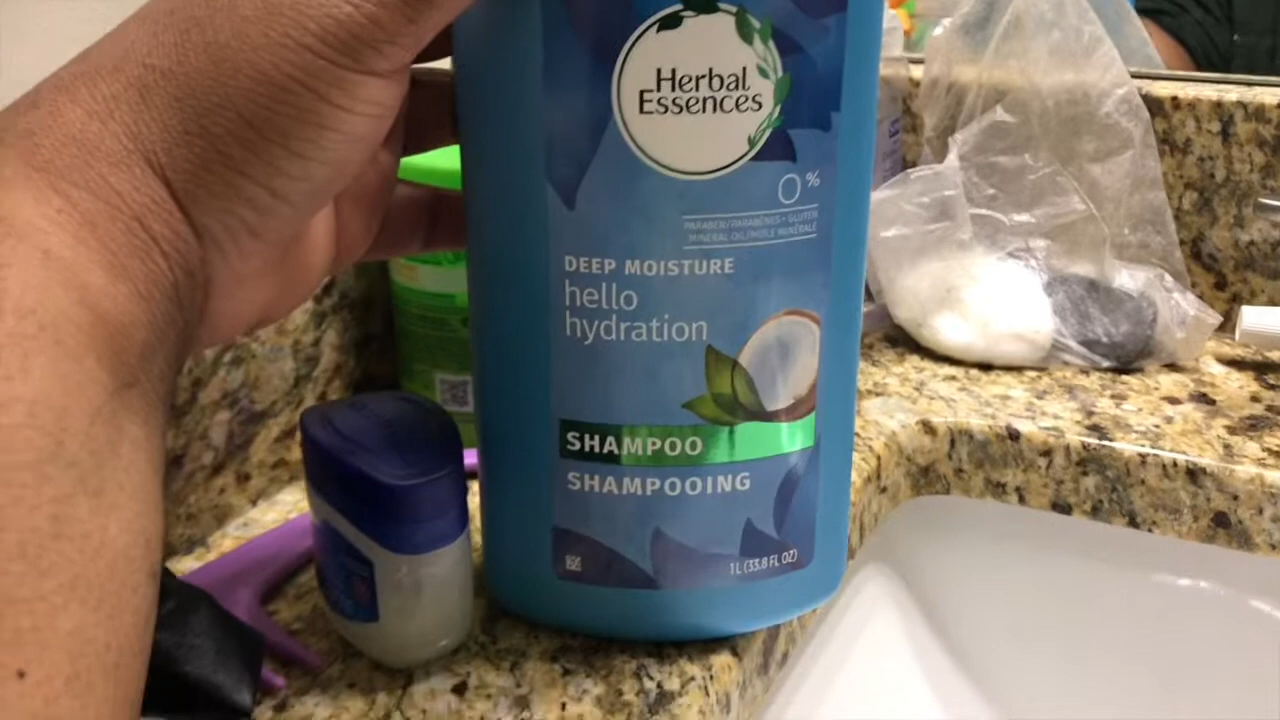 Herbal
Essences
0%
PARABEN/PARABÈNES • GLUTEN
MINERAL OIL/HUILE MINÉRALE
DEEP MOISTURE
hello
hydration
SHAMPOO
SHAMPOOING
1 L (33.8 FL OZ)